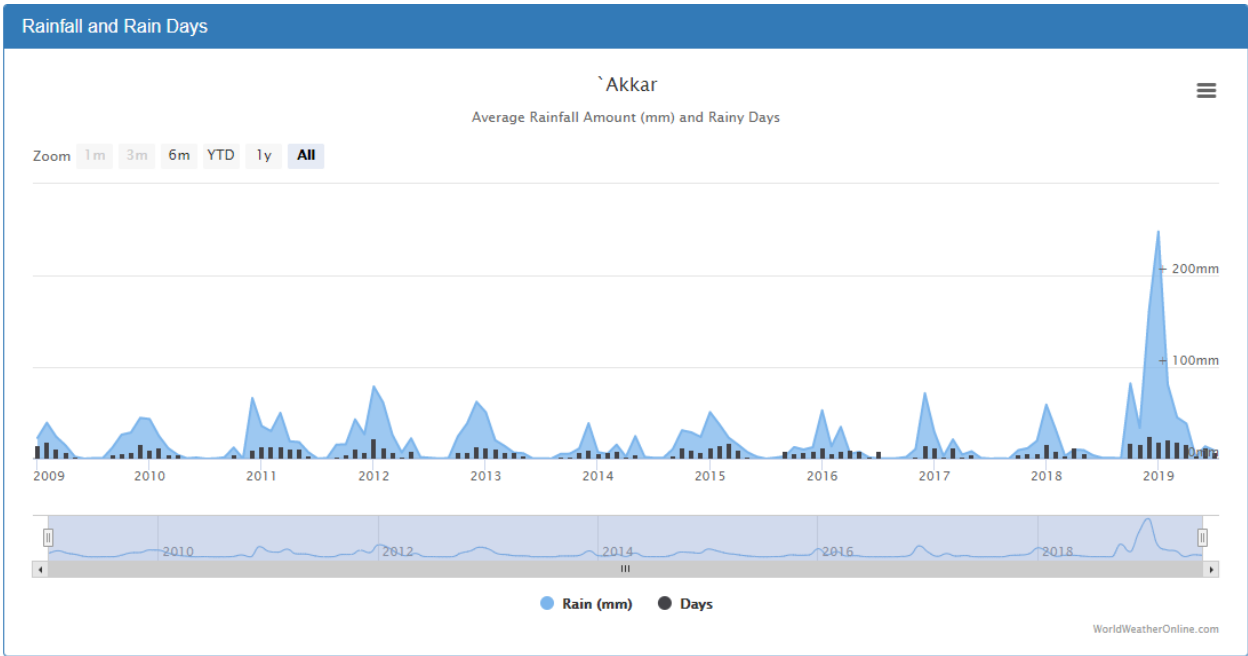 Rainfall and Rain Days
`Akkar
Average Rainfall Amount (mm) and Rainy Days
Zoom 1m 3m 6m YTD 1y All
200mm
100mm
0mm
2009 2010 2011 2012 2013 2014 2015 2016 2017 2018 2019
2010 2012 2014 2016 2018
Rain (mm) Days
WorldWeatherOnline.com